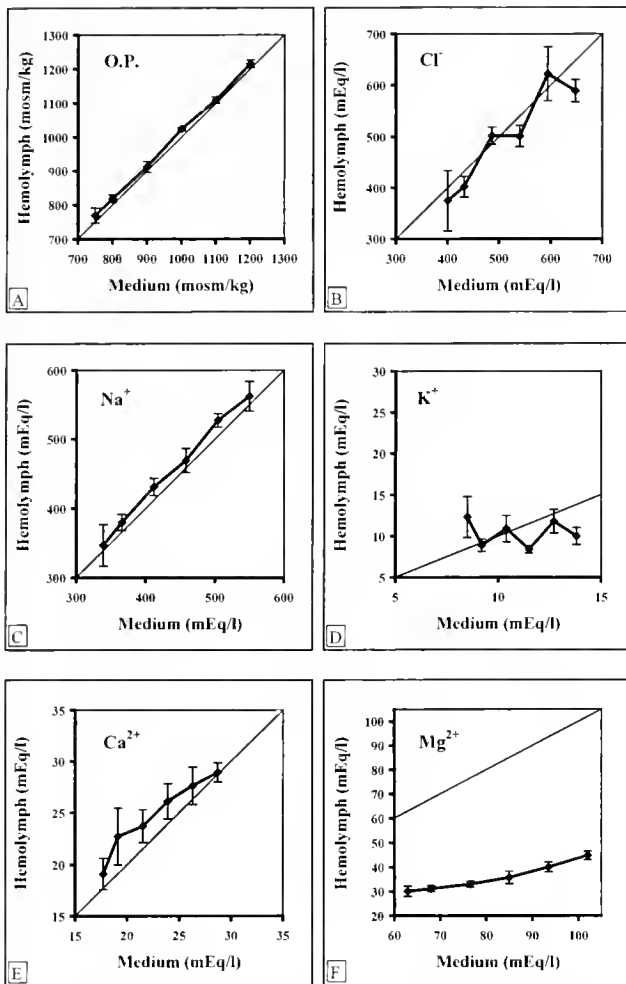 O.P.
Hemolymph (mosm/kg)
1300
1200
1100
1000
900
800
700
700 800 900 1000 1100 1200 1300
Medium (mosm/kg)
A
Cl⁻
Hemolymph (mEq/l)
700
600
500
400
300
300 400 500 600 700
Medium (mEq/l)
B
Na⁺
Hemolymph (mEq/l)
600
500
400
300
300 400 500 600
Medium (mEq/l)
C
K⁺
Hemolymph (mEq/l)
30
25
20
15
10
5
5 10 15
Medium (mEq/l)
D
Ca²⁺
Hemolymph (mEq/l)
35
30
25
20
15
15 20 25 30 35
Medium (mEq/l)
E
Mg²⁺
Hemolymph (mEq/l)
100
90
80
70
60
50
40
30
20
60 70 80 90 100
Medium (mEq/l)
F